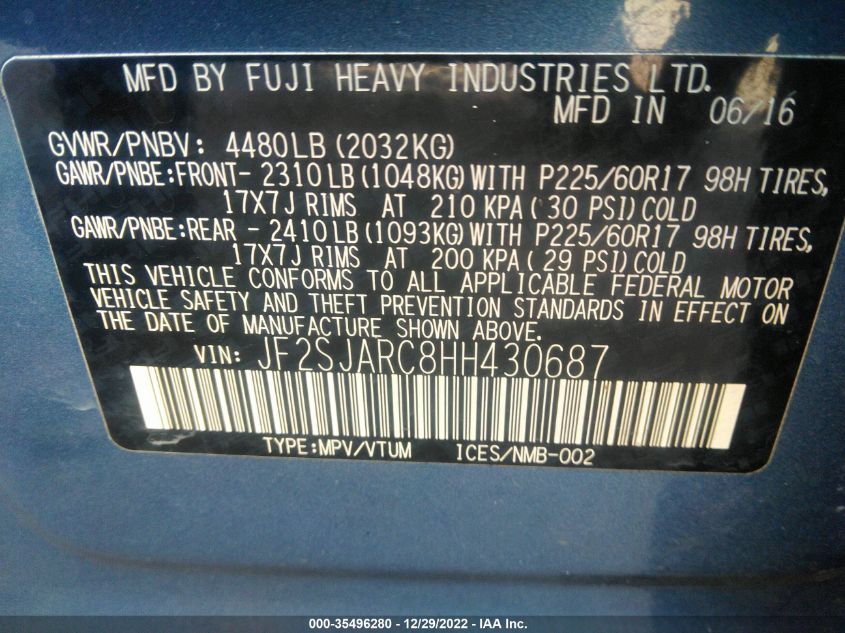 MFD BY FUJI HEAVY INDUSTRIES LTD.
MFD IN 06/16
GVWR/PNBV: 4480LB (2032KG)
GAWR/PNBE:FRONT- 2310LB (1048KG) WITH P225/60R17 98H TIRES,
17X7J RIMS AT 210 KPA ( 30 PSI) COLD
GAWR/PNBE:REAR - 2410LB (1093KG) WITH P225/60R17 98H TIRES,
17X7J RIMS AT 200 KPA ( 29 PSI) COLD
THIS VEHICLE CONFORMS TO ALL APPLICABLE FEDERAL MOTOR
VEHICLE SAFETY AND THEFT PREVENTION STANDARDS IN EFFECT ON
THE DATE OF MANUFACTURE SHOWN ABOVE.
VIN: JF2SJARC8HH430687
TYPE:MPV/VTUM ICES/NMB-002
000-35496280 - 12/29/2022 - IAA Inc.